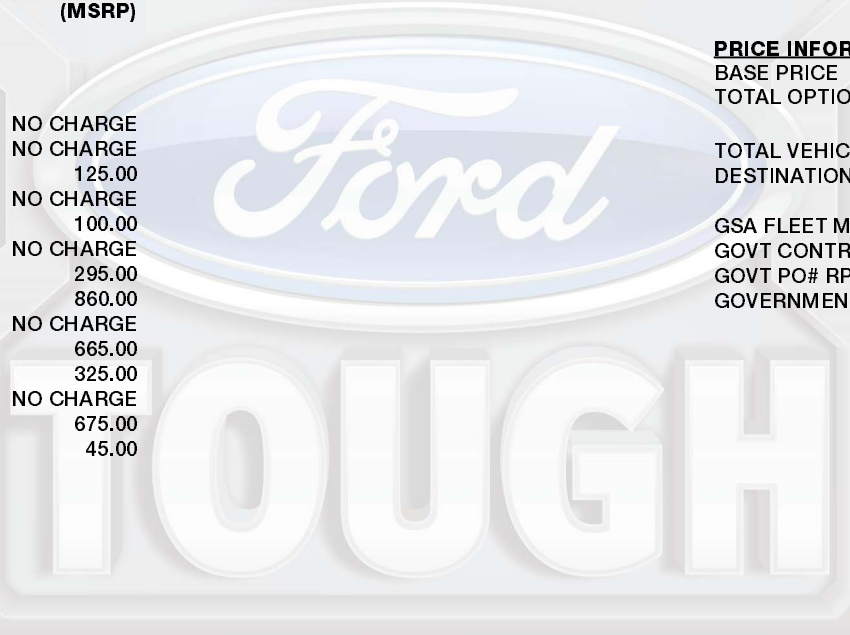 (MSRP)
NO CHARGE
NO CHARGE
125.00
NO CHARGE
100.00
NO CHARGE
295.00
860.00
NO CHARGE
665.00
325.00
NO CHARGE
675.00
45.00
PRICE INFOR
BASE PRICE
TOTAL OPTIO
TOTAL VEHIC
DESTINATION
GSA FLEET M
GOVT CONTR
GOVT PO# RP
GOVERNMEN
Ford
TOUGH